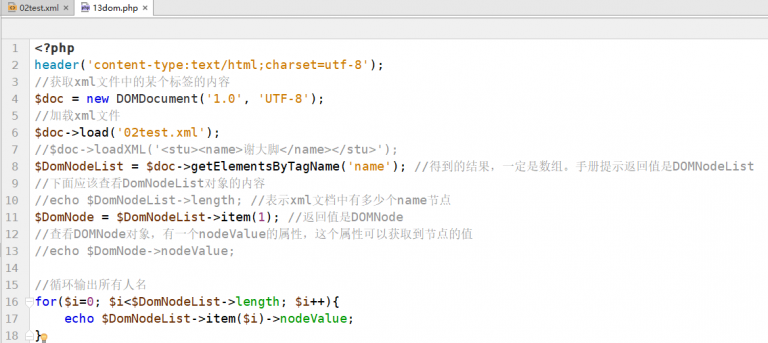 02test.xml × 13dom.php ×
1 <?php
2 header('content-type:text/html;charset=utf-8');
3 //获取xml文件中的某个标签的内容
4 $doc = new DOMDocument('1.0', 'UTF-8');
5 //加载xml文件
6 $doc->load('02test.xml');
7 //$doc->loadXML('<stu><name>谢大脚</name></stu>');
8 $DomNodeList = $doc->getElementsByTagName('name'); //得到的结果，一定是数组，手册提示返回值是DOMNodeList
9 //下面应该查看DomNodeList对象的内容
10 //echo $DomNodeList->length; //表示xml文档中有多少个name节点
11 $DomNode = $DomNodeList->item(1); //返回值是DOMNode
12 //查看DOMNode对象，有一个nodeValue的属性，这个属性可以获取到节点的值
13 //echo $DomNode->nodeValue;
14
15 //循环输出所有人名
16 for($i=0; $i<$DomNodeList->length; $i++){
17 echo $DomNodeList->item($i)->nodeValue;
18 }